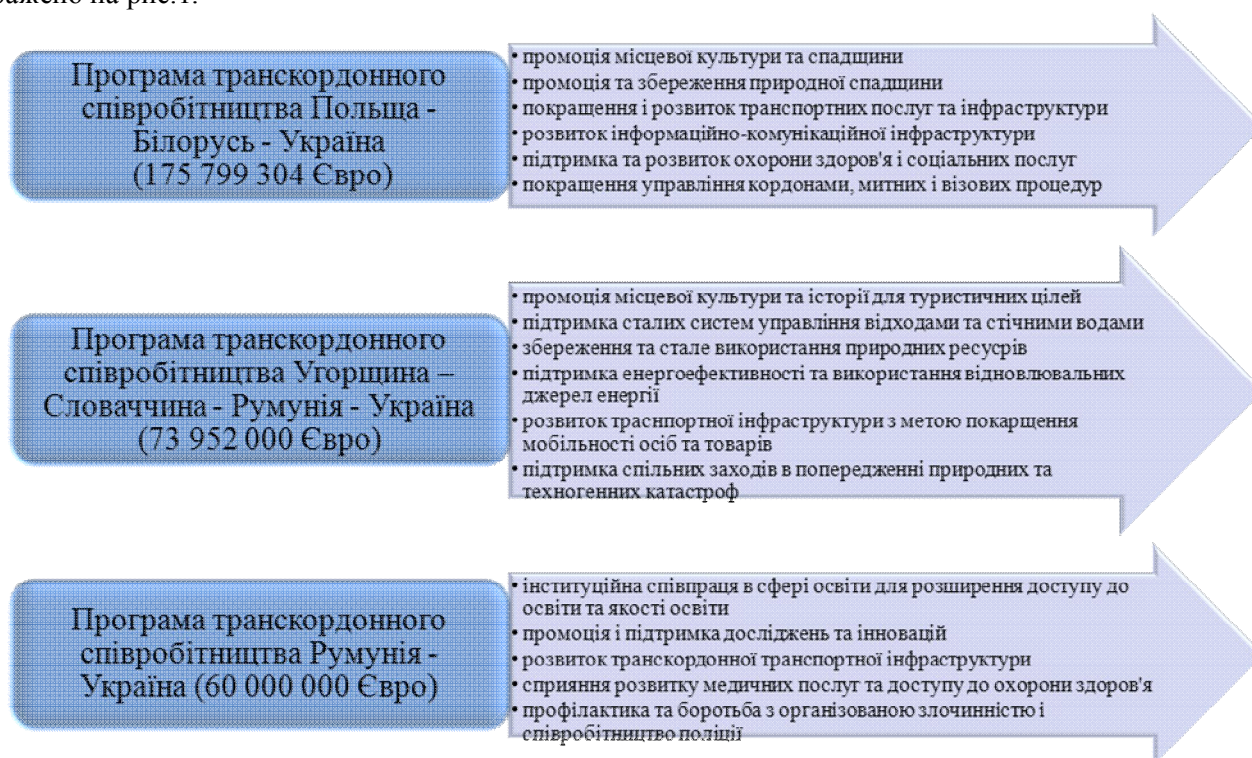 на рис.1.
Програма транскордонного
співробітництва Польща -
Білорусь - Україна
(175 799 304 Євро)
• промоція місцевої культури та спадщини
• промоція та збереження природної спадщини
• покращення і розвиток транспортних послуг та інфраструктури
• розвиток інформаційно-комунікаційної інфраструктури
• підтримка та розвиток охорони здоров'я і соціальних послуг
• покращення управління кордонами, митних і візових процедур
Програма транскордонного
співробітництва Угорщина –
Словаччина - Румунія - Україна
(73 952 000 Євро)
• промоція місцевої культури та історії для туристичних цілей
• підтримка сталих систем управління відходами та стічними водами
• збереження та стале використання природних ресусрів
• підтримка енергоефективності та використання відновлювальних
джерел енергії
• розвиток траснпортної інфраструктури з метою покарщення
мобільності осіб та товарів
• підтримка спільних заходів в попередженні природних та
техногенних катастроф
Програма транскордонного
співробітництва Румунія -
Україна (60 000 000 Євро)
• інституційна співпраця в сфері освіти для розширення доступу до
освіти та якості освіти
• промоція і підтримка досліджень та інновацій
• розвиток транскордонної транспортної інфраструктури
• сприяння розвитку медичних послуг та доступу до охорони здоров'я
• профілактика та боротьба з організованою злочинністю і
співробітництво поліції